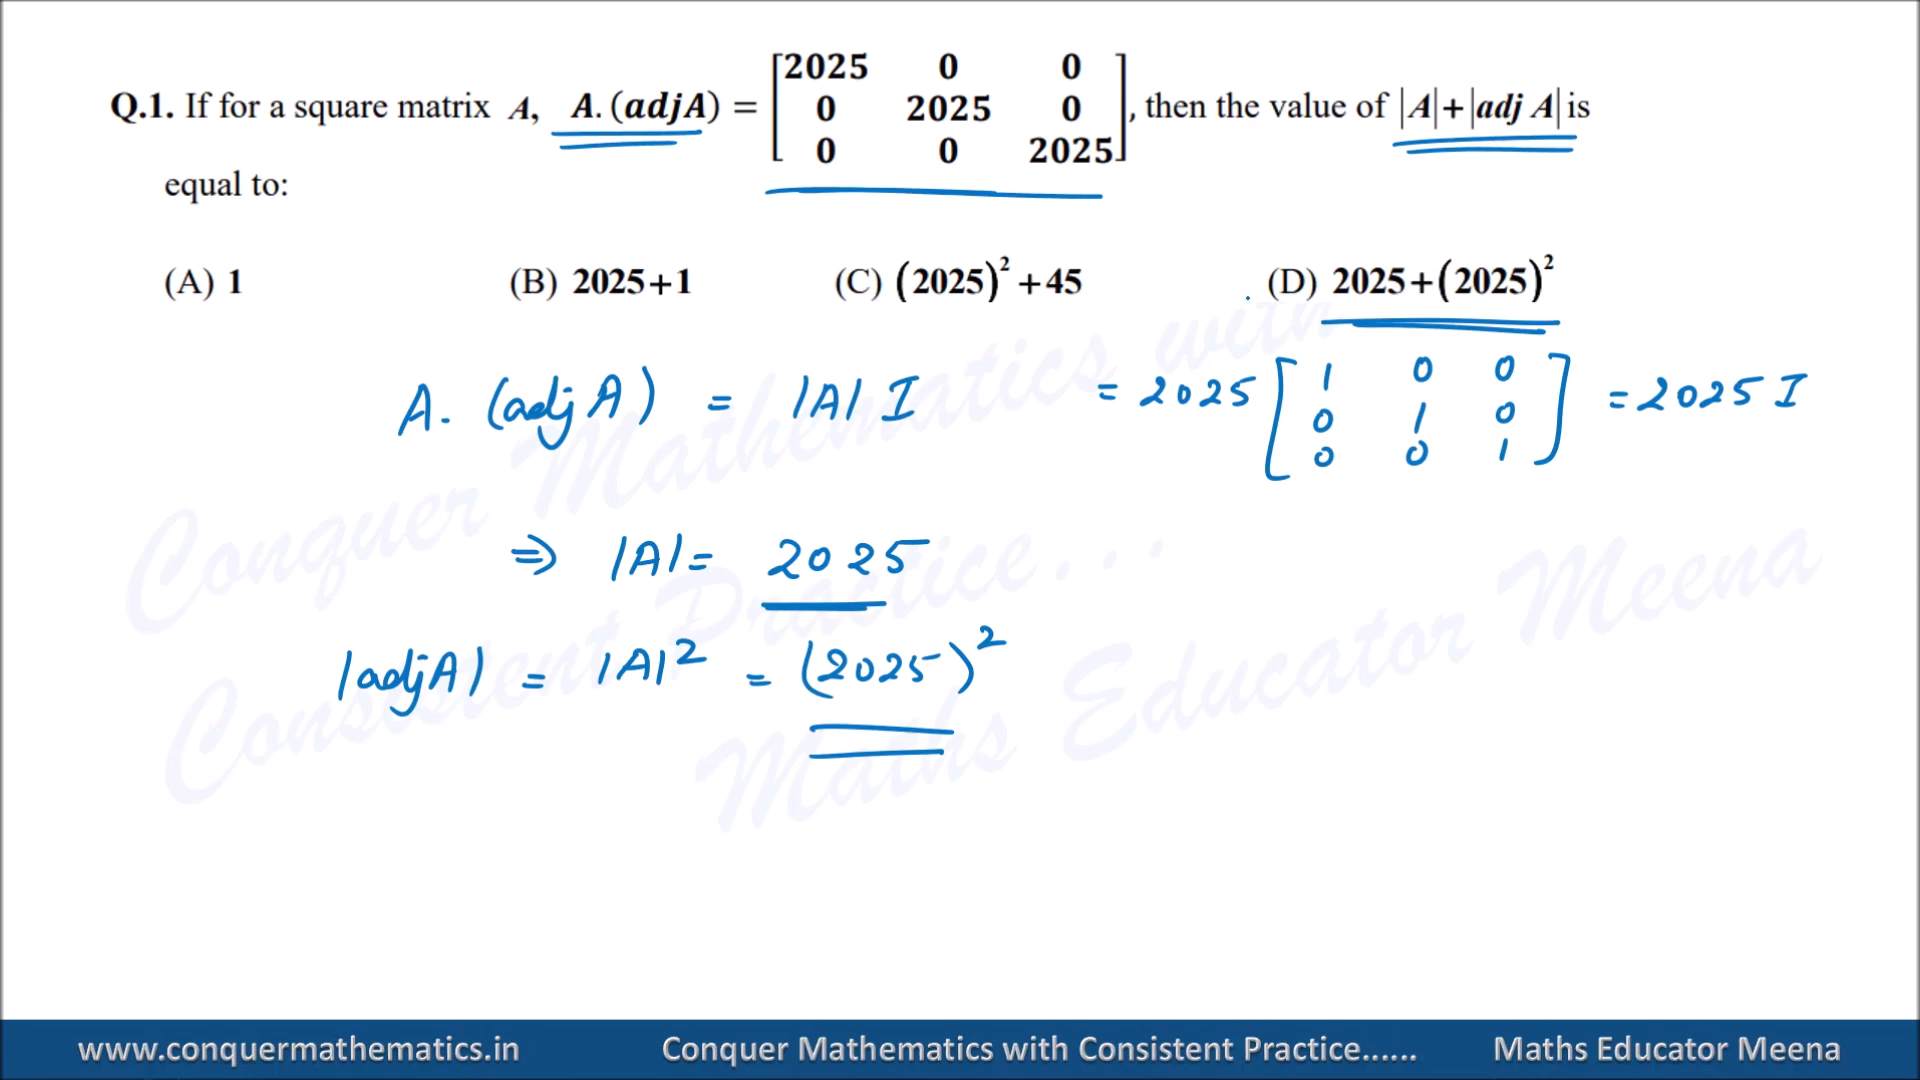 Q.1. If for a square matrix A, A.(adjA) = [2025 0 0
0 2025 0
0 0 2025], then the value of |A|+|adj A| is
equal to:
(A) 1 (B) 2025+1 (C) (2025)²+45 (D) 2025+(2025)²
A. (adj A) = |A| I = 2025 [1 0 0
0 1 0
0 0 1] = 2025 I
⇒ |A| = 2025
|adj A| = |A|² = (2025)²
Conquer Mathematics with
Consistent Practice...
Maths Educator Meena
www.conquermathematics.in Conquer Mathematics with Consistent Practice...... Maths Educator Meena